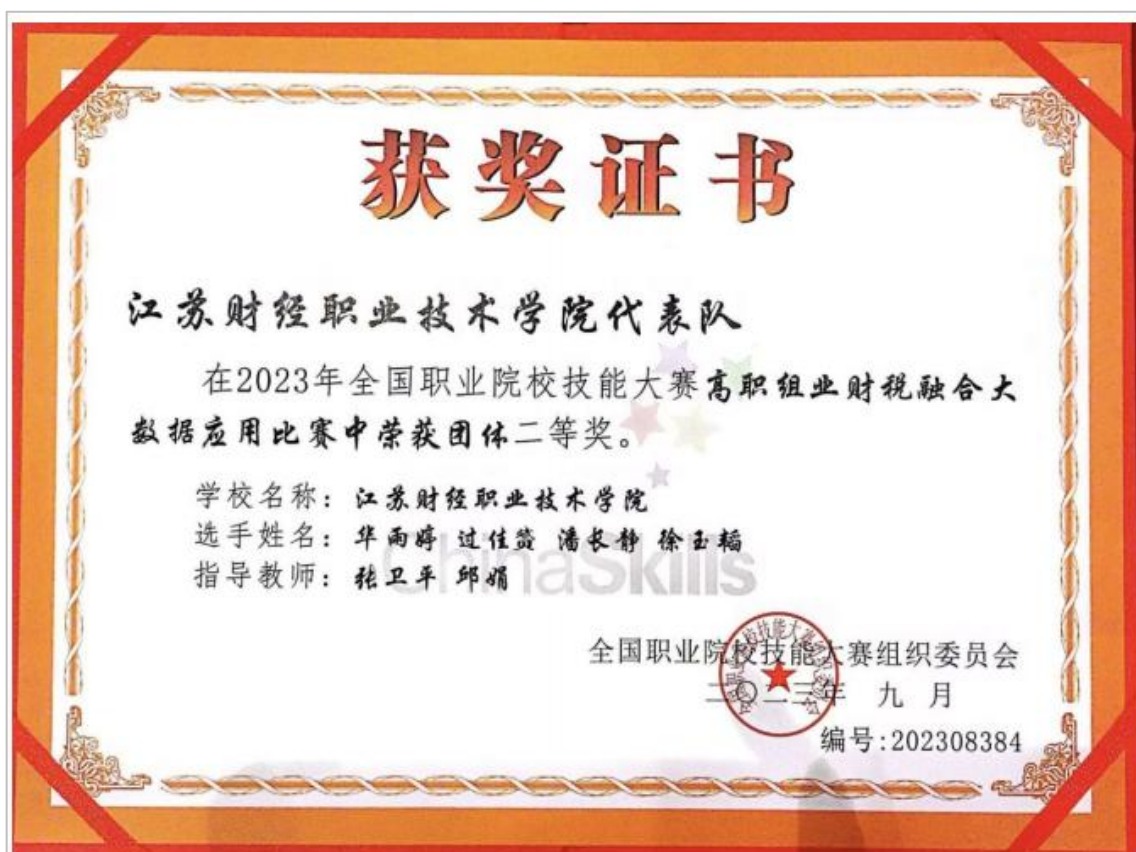 获奖证书
江苏财经职业技术学院代表队
在2023年全国职业院校技能大赛高职组业财税融合大
数据应用比赛中荣获团体二等奖。
学校名称：江苏财经职业技术学院
选手姓名：华雨婷 过佳赟 潘长静 徐玉韬
指导教师：张卫平 邱娟
ChinaSkills
全国职业院校技能大赛组织委员会
二〇二三年 九月
编号:202308384